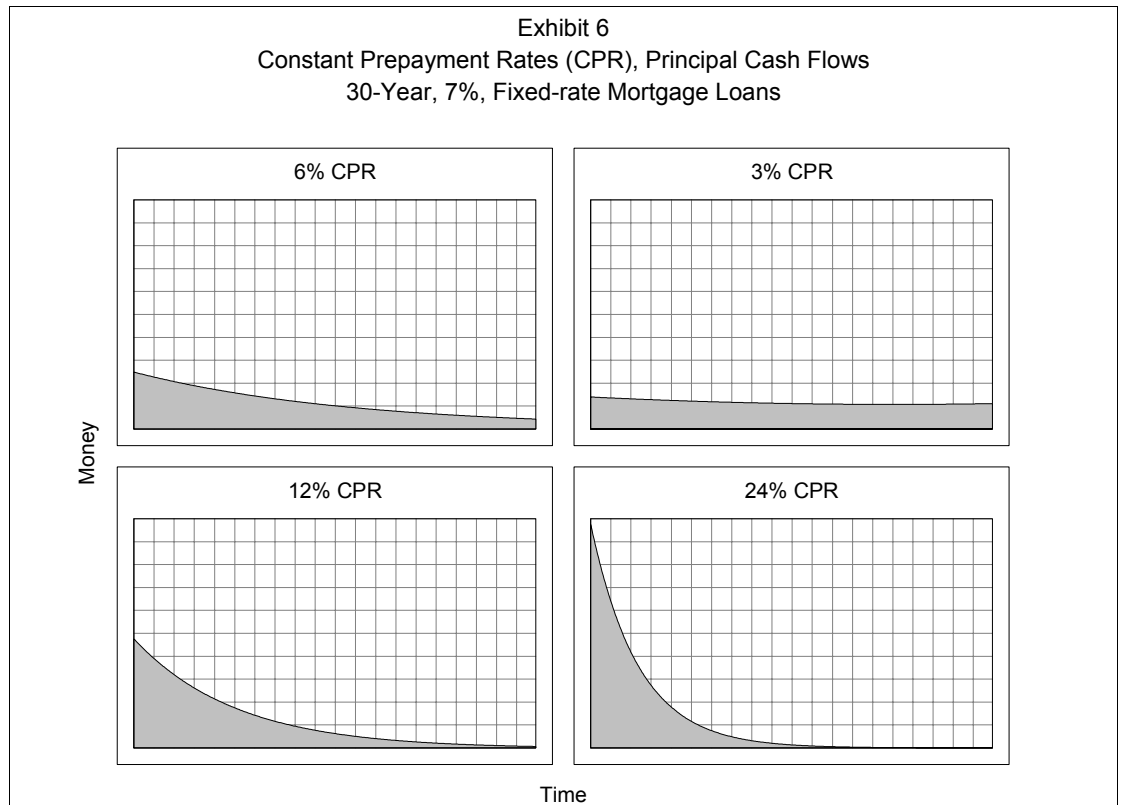 Exhibit 6
Constant Prepayment Rates (CPR), Principal Cash Flows
30-Year, 7%, Fixed-rate Mortgage Loans
6% CPR
3% CPR
Money
12% CPR
24% CPR
Time